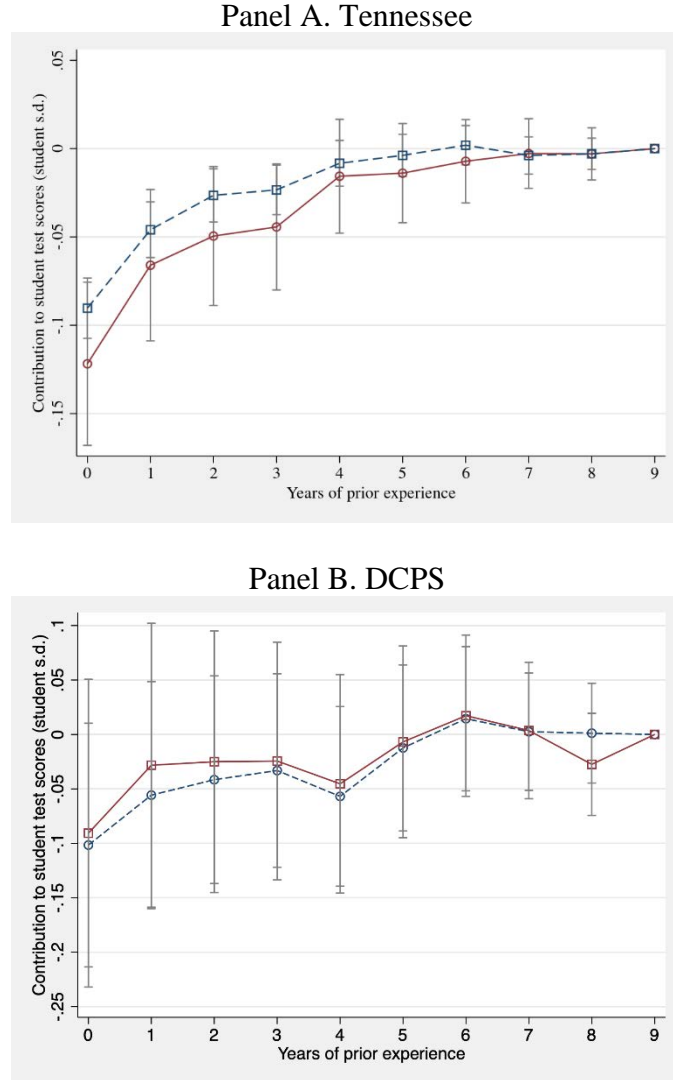 Panel A. Tennessee
Contribution to student test scores (student s.d.)
.05
0
-.05
-.1
-.15
0 1 2 3 4 5 6 7 8 9
Years of prior experience
Panel B. DCPS
Contribution to student test scores (student s.d.)
.1
.05
0
-.05
-.1
-.15
-.2
-.25
0 1 2 3 4 5 6 7 8 9
Years of prior experience